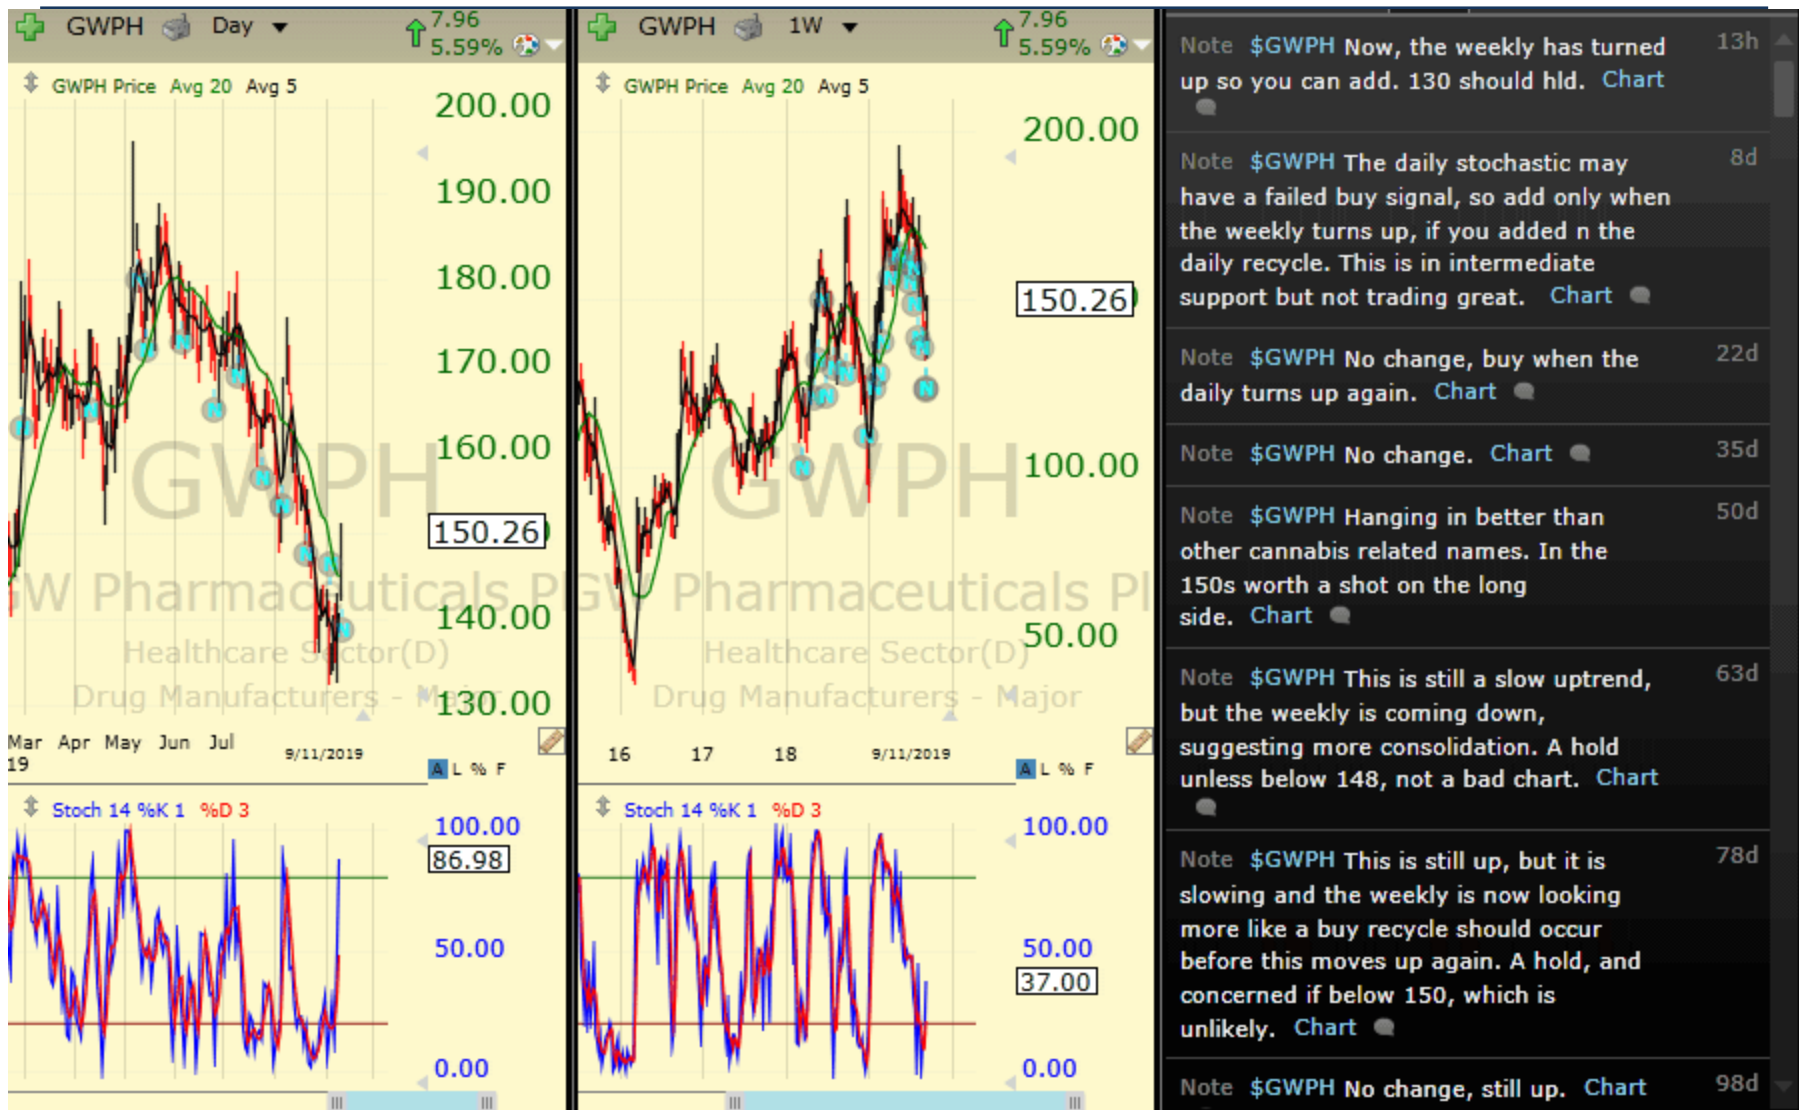 GWPH Day
7.96
5.59%
GWPH Price Avg 20 Avg 5
200.00
190.00
180.00
170.00
160.00
150.26
140.00
130.00
GWPH
GW Pharmaceuticals Pl
Healthcare Sector(D)
Drug Manufacturers - Major
Mar Apr May Jun Jul 9/11/2019
19
A L % F
Stoch 14 %K 1 %D 3
100.00
86.98
50.00
0.00
GWPH 1W
7.96
5.59%
GWPH Price Avg 20 Avg 5
200.00
150.26
100.00
50.00
GWPH
GW Pharmaceuticals Pl
Healthcare Sector(D)
Drug Manufacturers - Major
16 17 18 9/11/2019
A L % F
Stoch 14 %K 1 %D 3
100.00
50.00
37.00
0.00
Note $GWPH Now, the weekly has turned 13h
up so you can add. 130 should hld. Chart
Note $GWPH The daily stochastic may 8d
have a failed buy signal, so add only when
the weekly turns up, if you added n the
daily recycle. This is in intermediate
support but not trading great. Chart
Note $GWPH No change, buy when the 22d
daily turns up again. Chart
Note $GWPH No change. Chart 35d
Note $GWPH Hanging in better than 50d
other cannabis related names. In the
150s worth a shot on the long
side. Chart
Note $GWPH This is still a slow uptrend, 63d
but the weekly is coming down,
suggesting more consolidation. A hold
unless below 148, not a bad chart. Chart
Note $GWPH This is still up, but it is 78d
slowing and the weekly is now looking
more like a buy recycle should occur
before this moves up again. A hold, and
concerned if below 150, which is
unlikely. Chart
Note $GWPH No change, still up. Chart 98d